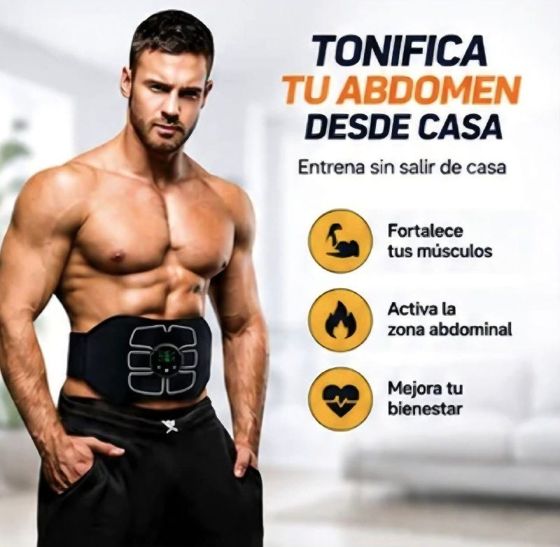 TONIFICA
TU ABDOMEN
DESDE CASA
Entrena sin salir de casa
Fortalece
tus músculos
Activa la
zona abdominal
Mejora tu
bienestar